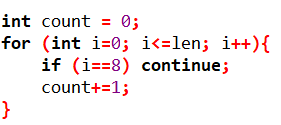 int count = 0;
for (int i=0; i<=len; i++){
    if (i==8) continue;
    count+=1;
}